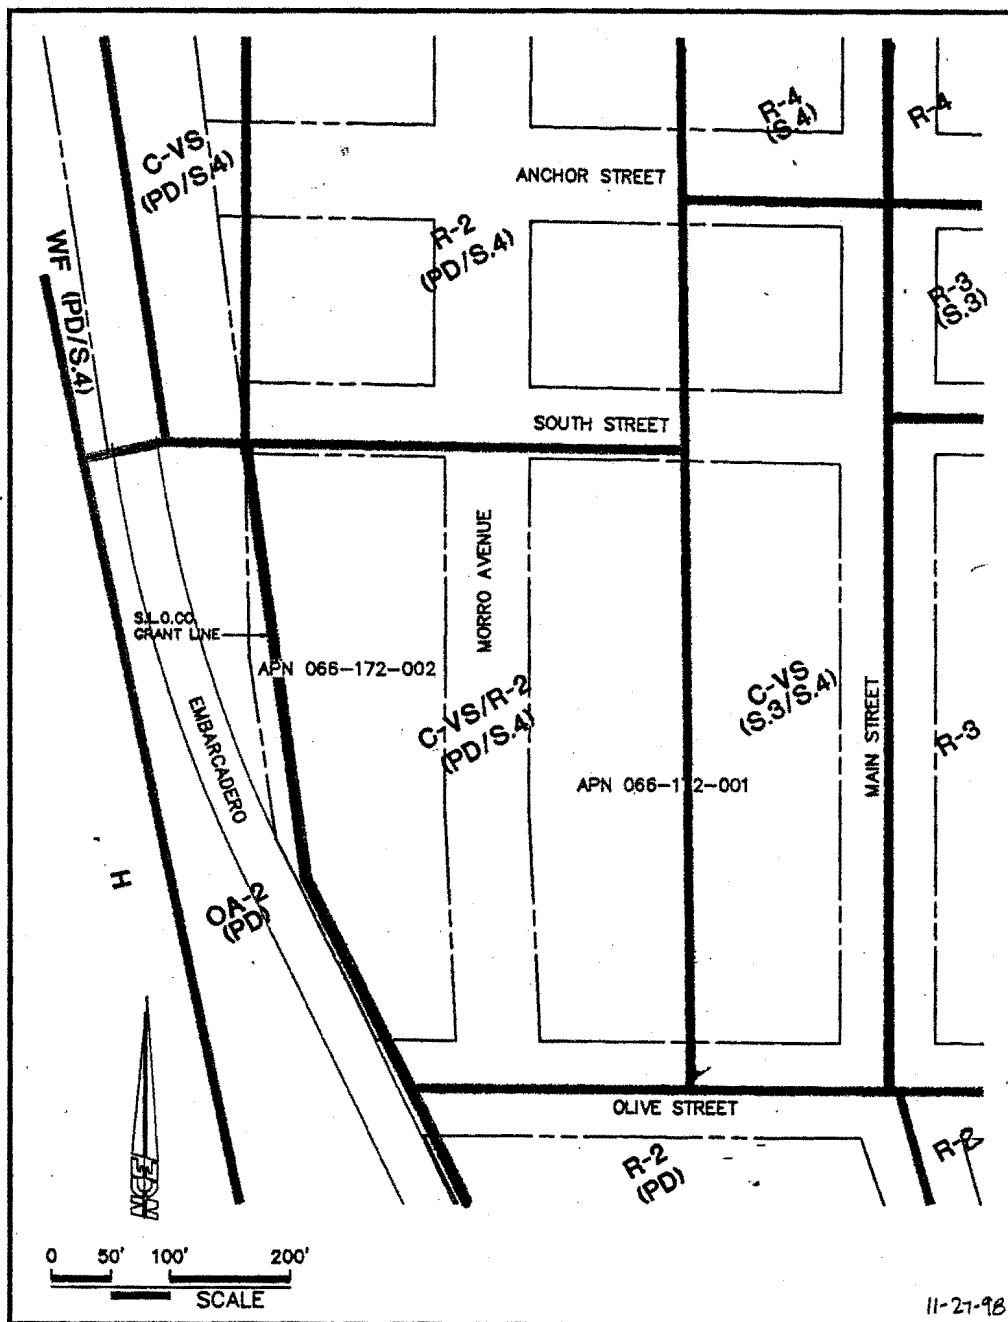 R-4
(S.4)
R-4
C-VS
(PD/S.4)
ANCHOR STREET
R-2
(PD/S.4)
WF (PD/S.4)
R-3
(S.3)
SOUTH STREET
MORRO AVENUE
S.L.O.CO.
GRANT LINE
APN 066-172-002
EMBARCADERO
C-VS/R-2
(PD/S.4)
C-VS
(S.3/S.4)
MAIN STREET
R-3
APN 066-172-001
H
OA-2
(PD)
OLIVE STREET
R-2
(PD)
R-2
NCE
0 50' 100' 200'
SCALE
11-27-98